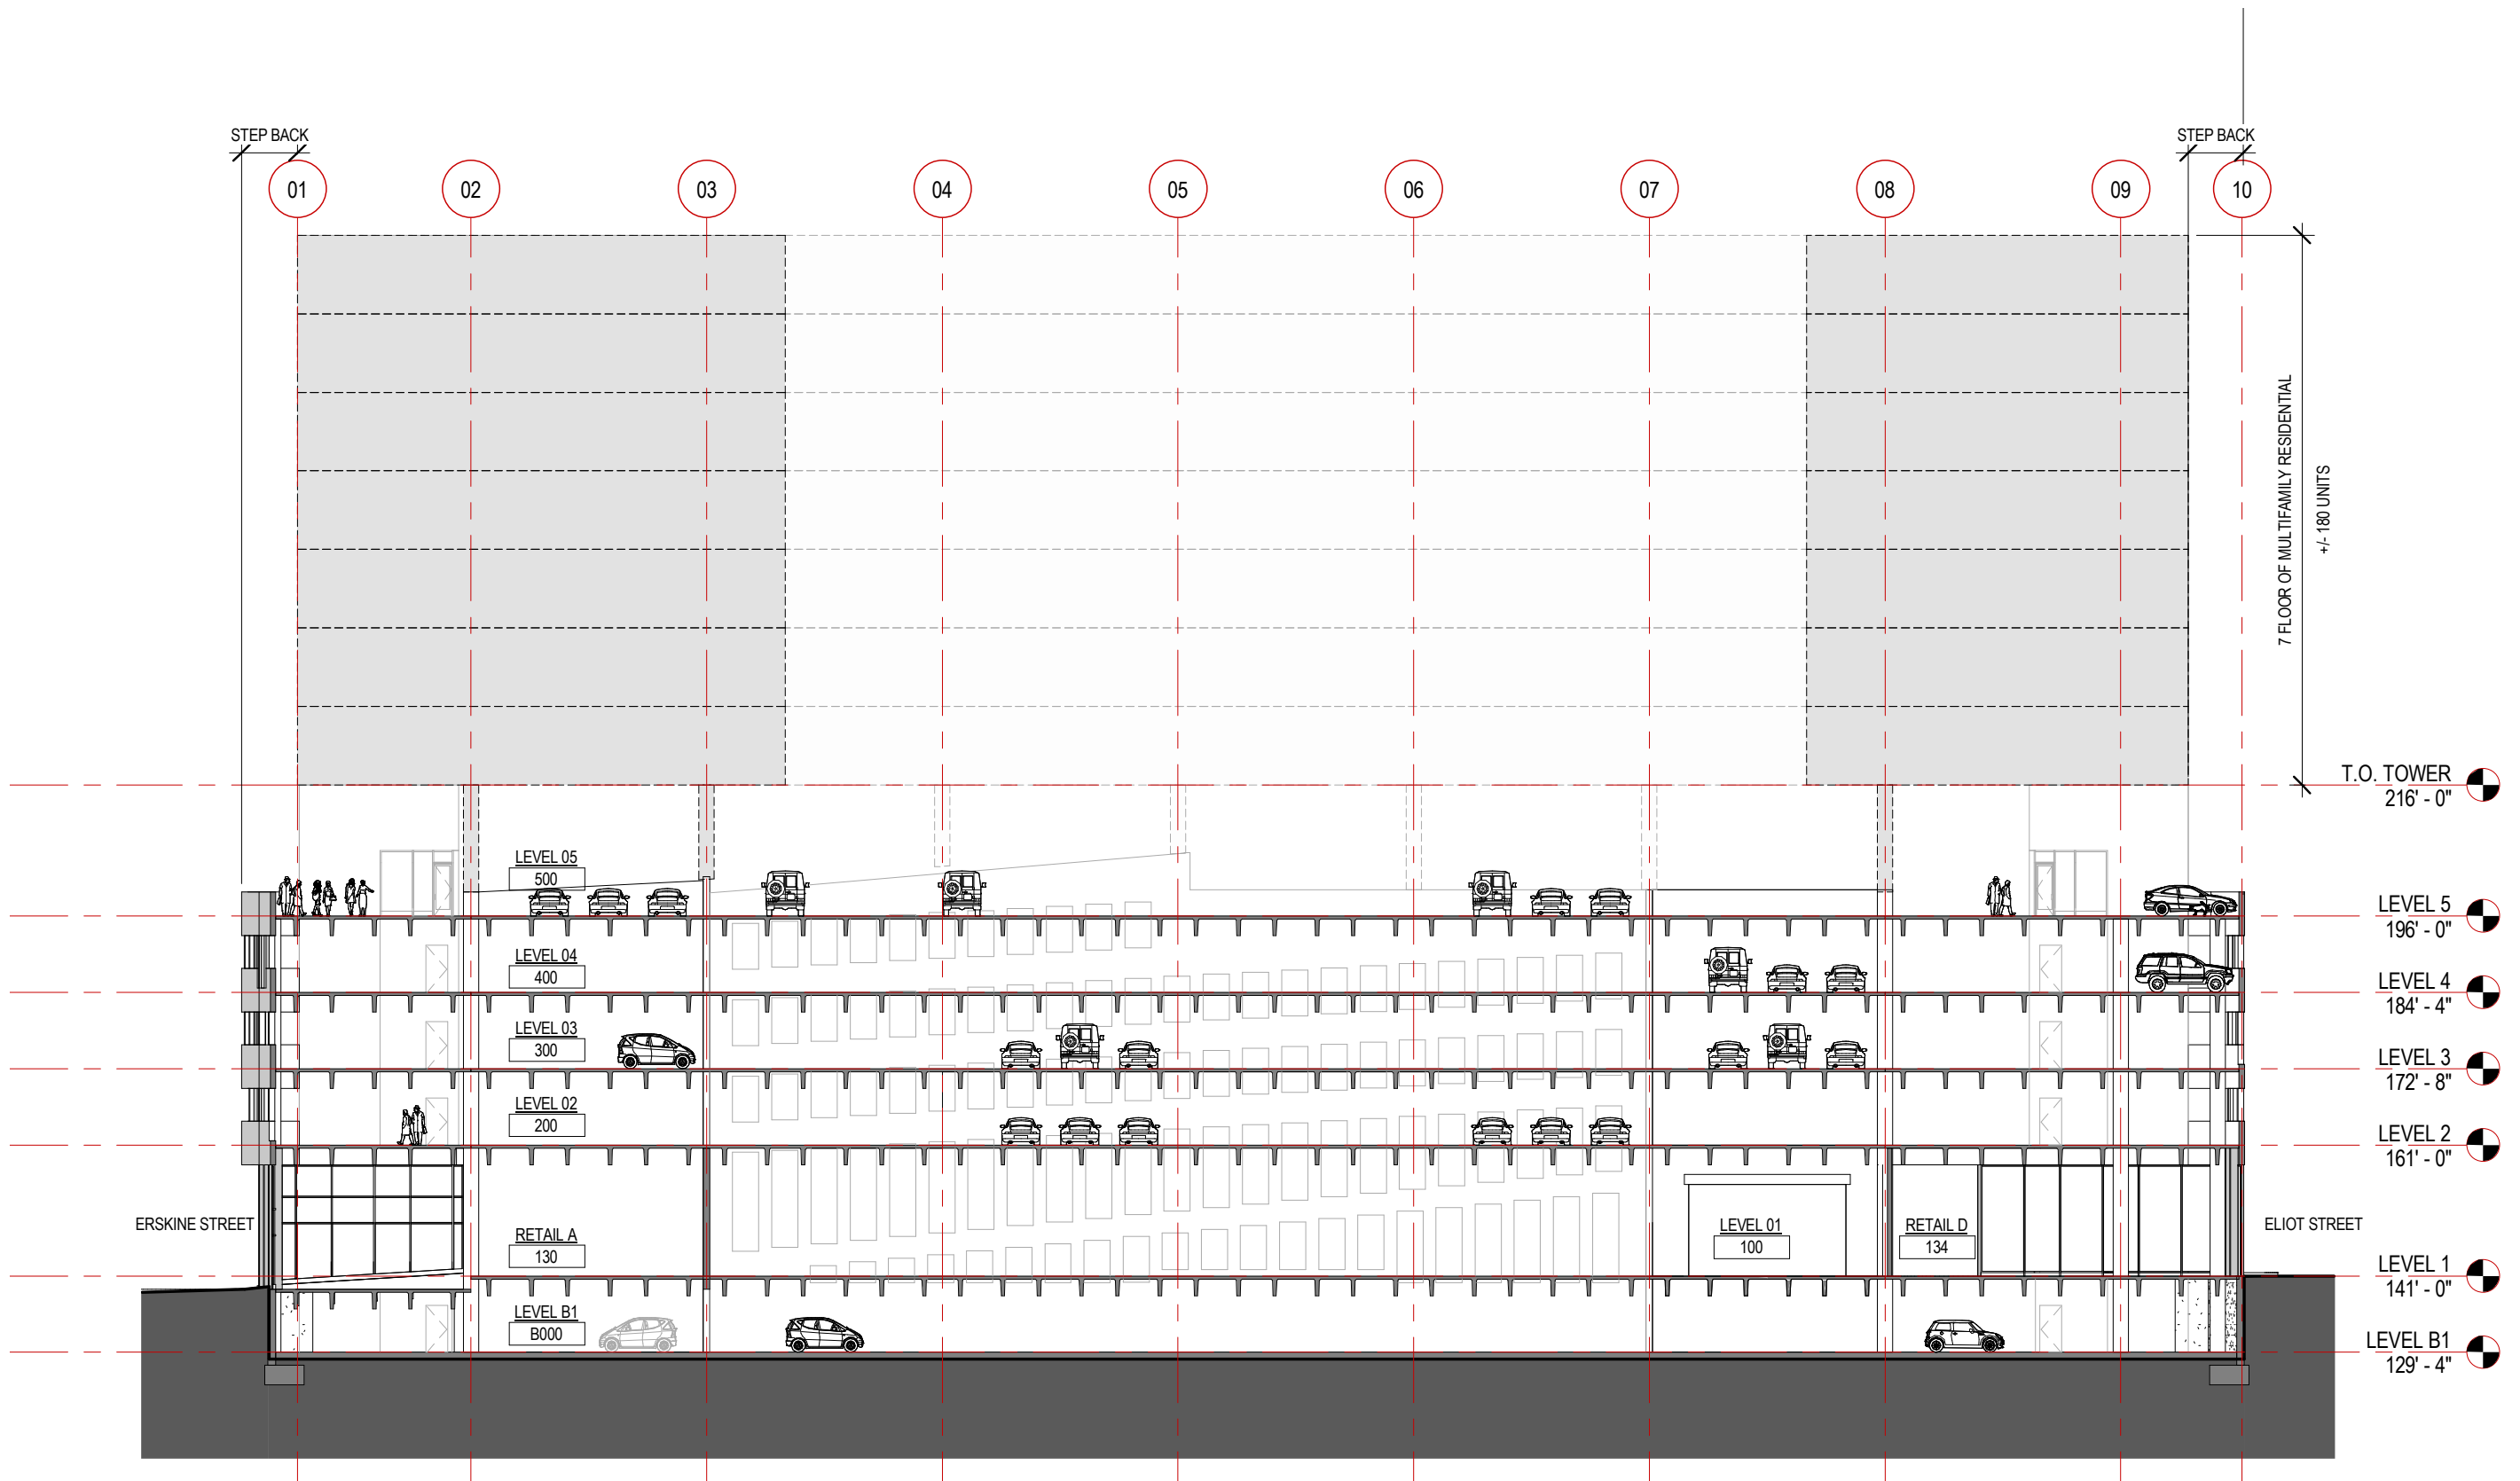 STEP BACK
STEP BACK
01 02 03 04 05 06 07 08 09 10
7 FLOOR OF MULTIFAMILY RESIDENTIAL
+/- 180 UNITS
T.O. TOWER
216' - 0"
LEVEL 05
500
LEVEL 5
196' - 0"
LEVEL 04
400
LEVEL 4
184' - 4"
LEVEL 03
300
LEVEL 3
172' - 8"
LEVEL 02
200
LEVEL 2
161' - 0"
ERSKINE STREET
RETAIL A
130
LEVEL 01
100
RETAIL D
134
ELIOT STREET
LEVEL 1
141' - 0"
LEVEL B1
B000
LEVEL B1
129' - 4"